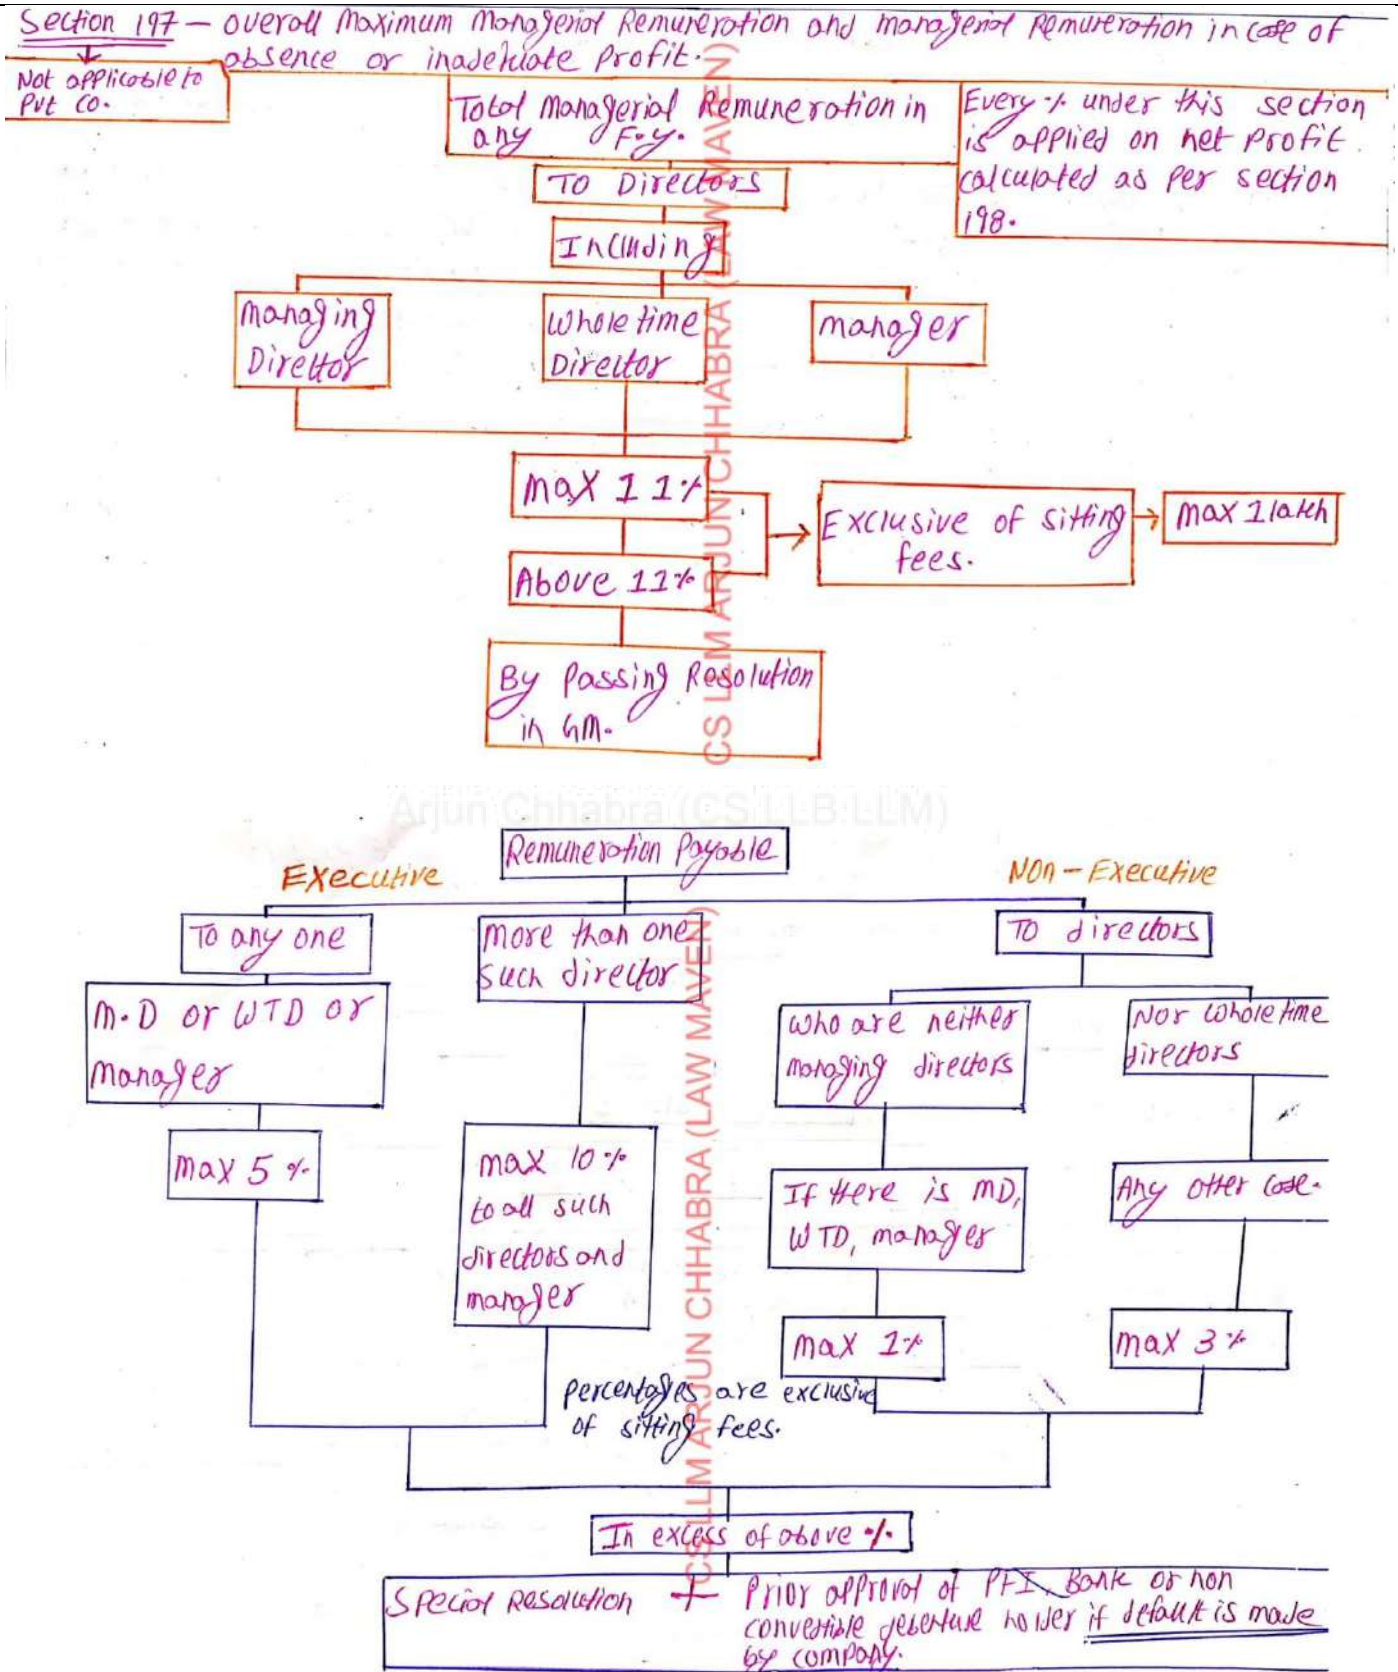 Section 197 – overall Maximum Managerial Remuneration and managerial Remuneration in case of
absence or inadequate Profit.
Not applicable to
Pvt Co.
Total Managerial Remuneration in
any F.y.
Every % under this section
is applied on net profit
calculated as per section
198.
To Directors
Including
managing
Director
Whole time
Director
manager
max 11%
Exclusive of sitting
fees.
max 1 lakh
Above 11%
By Passing Resolution
in GM.
CS LLM ARJUN CHHABRA (LAW MAVEN)
Arjun Chhabra (CS LLB LLM)
Remuneration Payable
Executive
NON – Executive
To any one
more than one
such director
To directors
M.D or WTD or
manager
who are neither
managing directors
Nor whole time
directors
max 5 %
max 10 %
to all such
directors and
manager
If there is MD,
WTD, manager
Any other case.
max 1%
max 3 %
percentages are exclusive
of sitting fees.
In excess of above %
Special Resolution + Prior approval of PFI, Bank or non
convertible debenture holder if default is made
by company.
CS LLM ARJUN CHHABRA (LAW MAVEN)